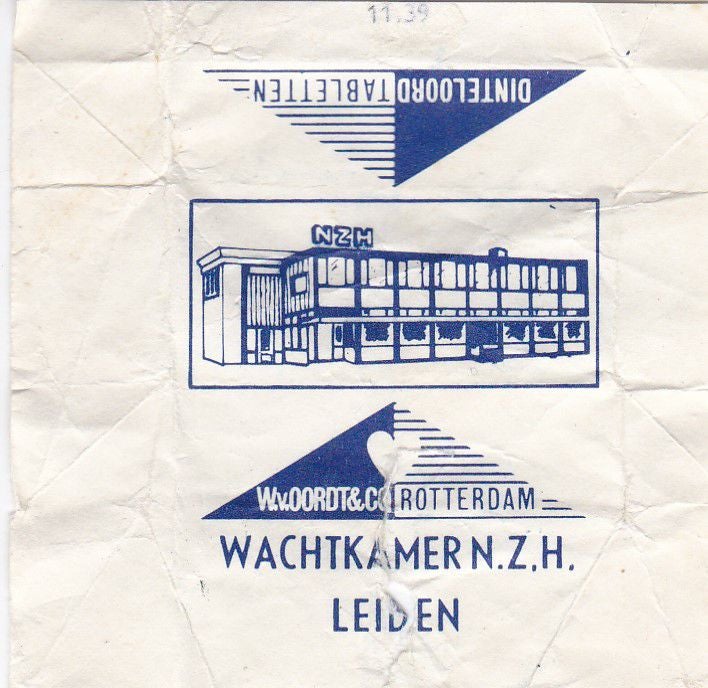 11.39
DINTELOORD TABLETTEN
NZH
W.v.OORDT&Co ROTTERDAM
WACHTKAMER N.Z.H.
LEIDEN